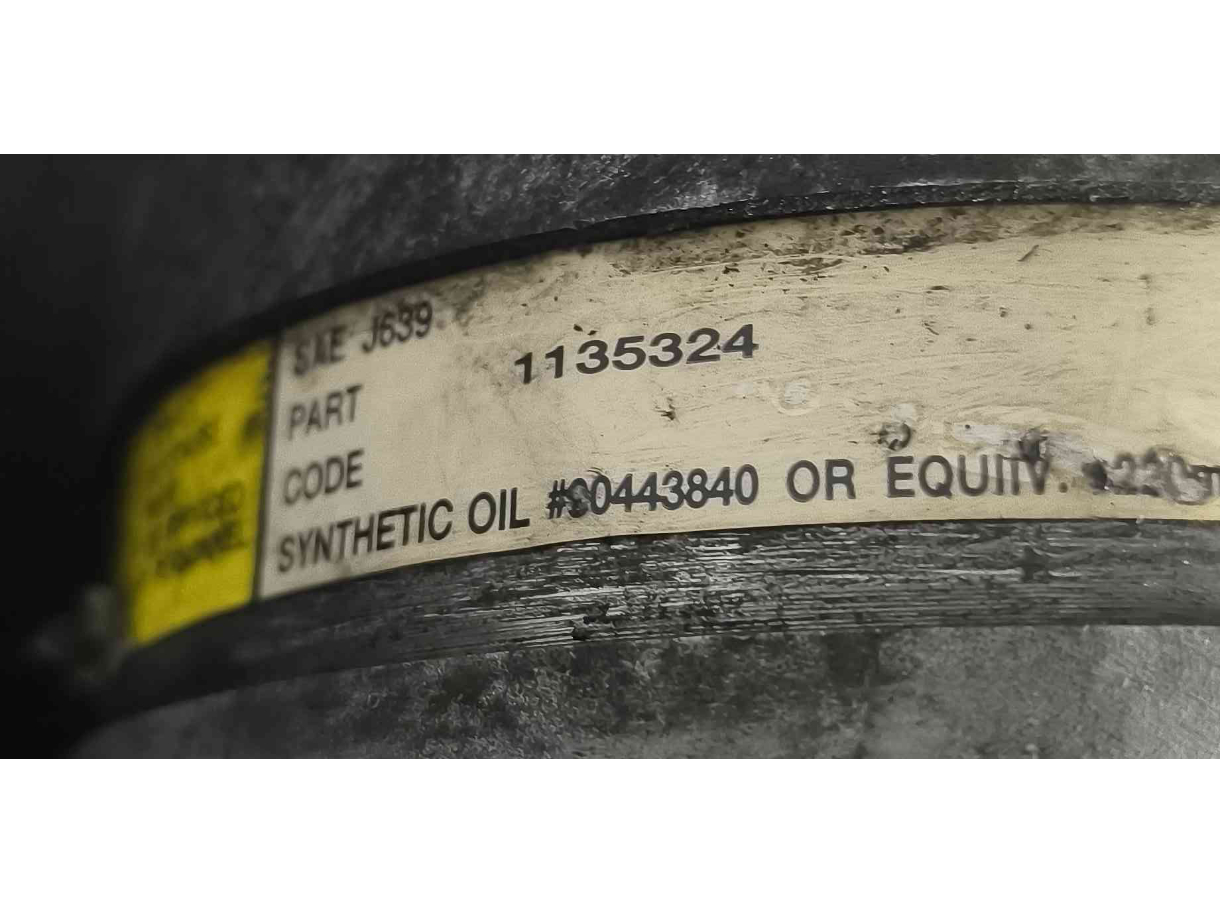 SAE J639
1135324
PART
CODE
SYNTHETIC OIL #90443840 OR EQUIV.